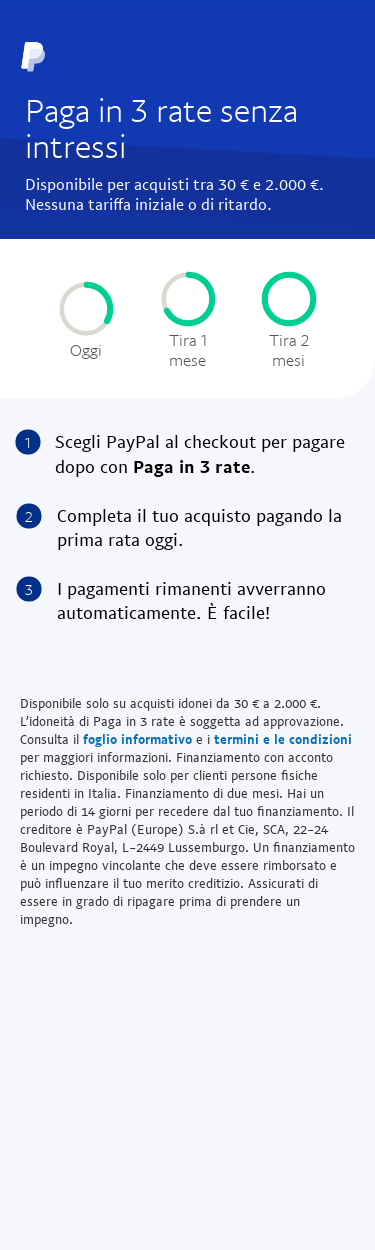 Paga in 3 rate senza
intressi
Disponibile per acquisti tra 30 € e 2.000 €.
Nessuna tariffa iniziale o di ritardo.
Oggi
Tira 1
mese
Tira 2
mesi
1 Scegli PayPal al checkout per pagare
dopo con Paga in 3 rate.
2 Completa il tuo acquisto pagando la
prima rata oggi.
3 I pagamenti rimanenti avverranno
automaticamente. È facile!
Disponibile solo su acquisti idonei da 30 € a 2.000 €.
L'idoneità di Paga in 3 rate è soggetta ad approvazione.
Consulta il foglio informativo e i termini e le condizioni
per maggiori informazioni. Finanziamento con acconto
richiesto. Disponibile solo per clienti persone fisiche
residenti in Italia. Finanziamento di due mesi. Hai un
periodo di 14 giorni per recedere dal tuo finanziamento. Il
creditore è PayPal (Europe) S.à rl et Cie, SCA, 22-24
Boulevard Royal, L-2449 Lussemburgo. Un finanziamento
è un impegno vincolante che deve essere rimborsato e
può influenzare il tuo merito creditizio. Assicurati di
essere in grado di ripagare prima di prendere un
impegno.